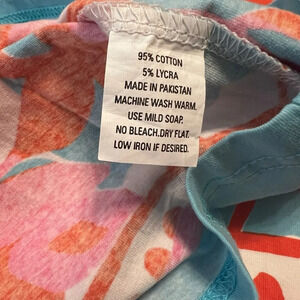 95% COTTON
5% LYCRA
MADE IN PAKISTAN
MACHINE WASH WARM.
USE MILD SOAP.
NO BLEACH.DRY FLAT.
LOW IRON IF DESIRED.